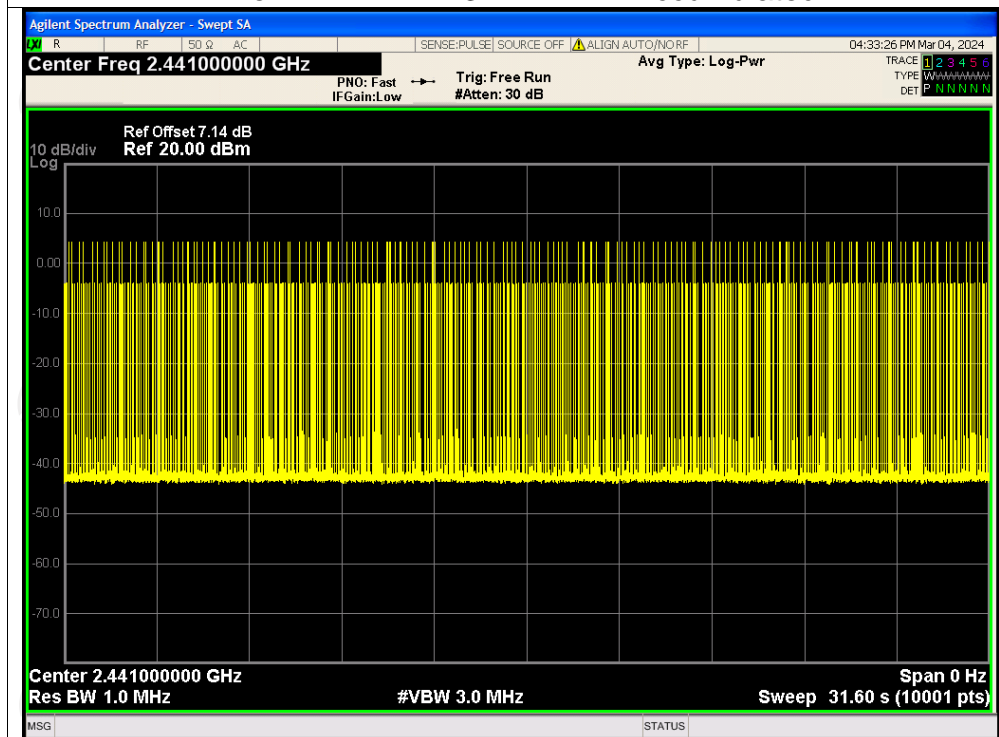 Agilent Spectrum Analyzer - Swept SA
LXI R RF 50 Ω AC SENSE:PULSE SOURCE OFF ALIGN AUTO/NO RF 04:33:26 PM Mar 04, 2024
Center Freq 2.441000000 GHz Avg Type: Log-Pwr TRACE 1 2 3 4 5 6
PNO: Fast Trig: Free Run TYPE W
IFGain:Low #Atten: 30 dB DET P N N N N N
Ref Offset 7.14 dB
10 dB/div Ref 20.00 dBm
Log
10.0
0.00
-10.0
-20.0
-30.0
-40.0
-50.0
-60.0
-70.0
Center 2.441000000 GHz Span 0 Hz
Res BW 1.0 MHz #VBW 3.0 MHz Sweep 31.60 s (10001 pts)
MSG STATUS